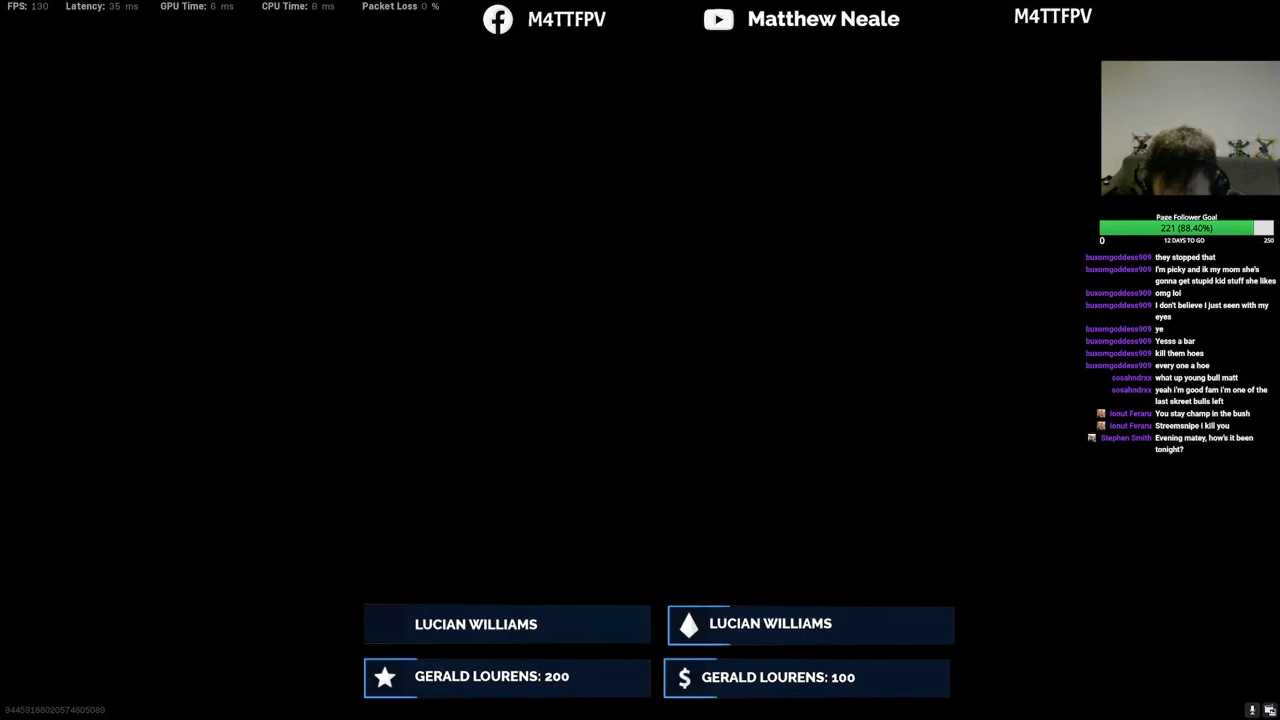 FPS: 130 Latency: 35 ms GPU Time: 6 ms CPU Time: 8 ms Packet Loss 0 %
M4TTFPV
Matthew Neale
M4TTFPV
Page Follower Goal
221 (88.40%)
0 12 DAYS TO GO 250
buxomgoddess909 they stopped that
buxomgoddess909 I'm picky and ik my mom she's
gonna get stupid kid stuff she likes
buxomgoddess909 omg lol
buxomgoddess909 I don't believe I just seen with my
eyes
buxomgoddess909 ye
buxomgoddess909 Yesss a bar
buxomgoddess909 kill them hoes
buxomgoddess909 every one a hoe
sosahndrxx what up young bull matt
sosahndrxx yeah i'm good fam i'm one of the
last skreet bulls left
Ionut Feraru You stay champ in the bush
Ionut Feraru Streemsnipe i kill you
Stephen Smith Evening matey, how's it been
tonight?
LUCIAN WILLIAMS
LUCIAN WILLIAMS
GERALD LOURENS: 200
$ GERALD LOURENS: 100
94459188020574805089